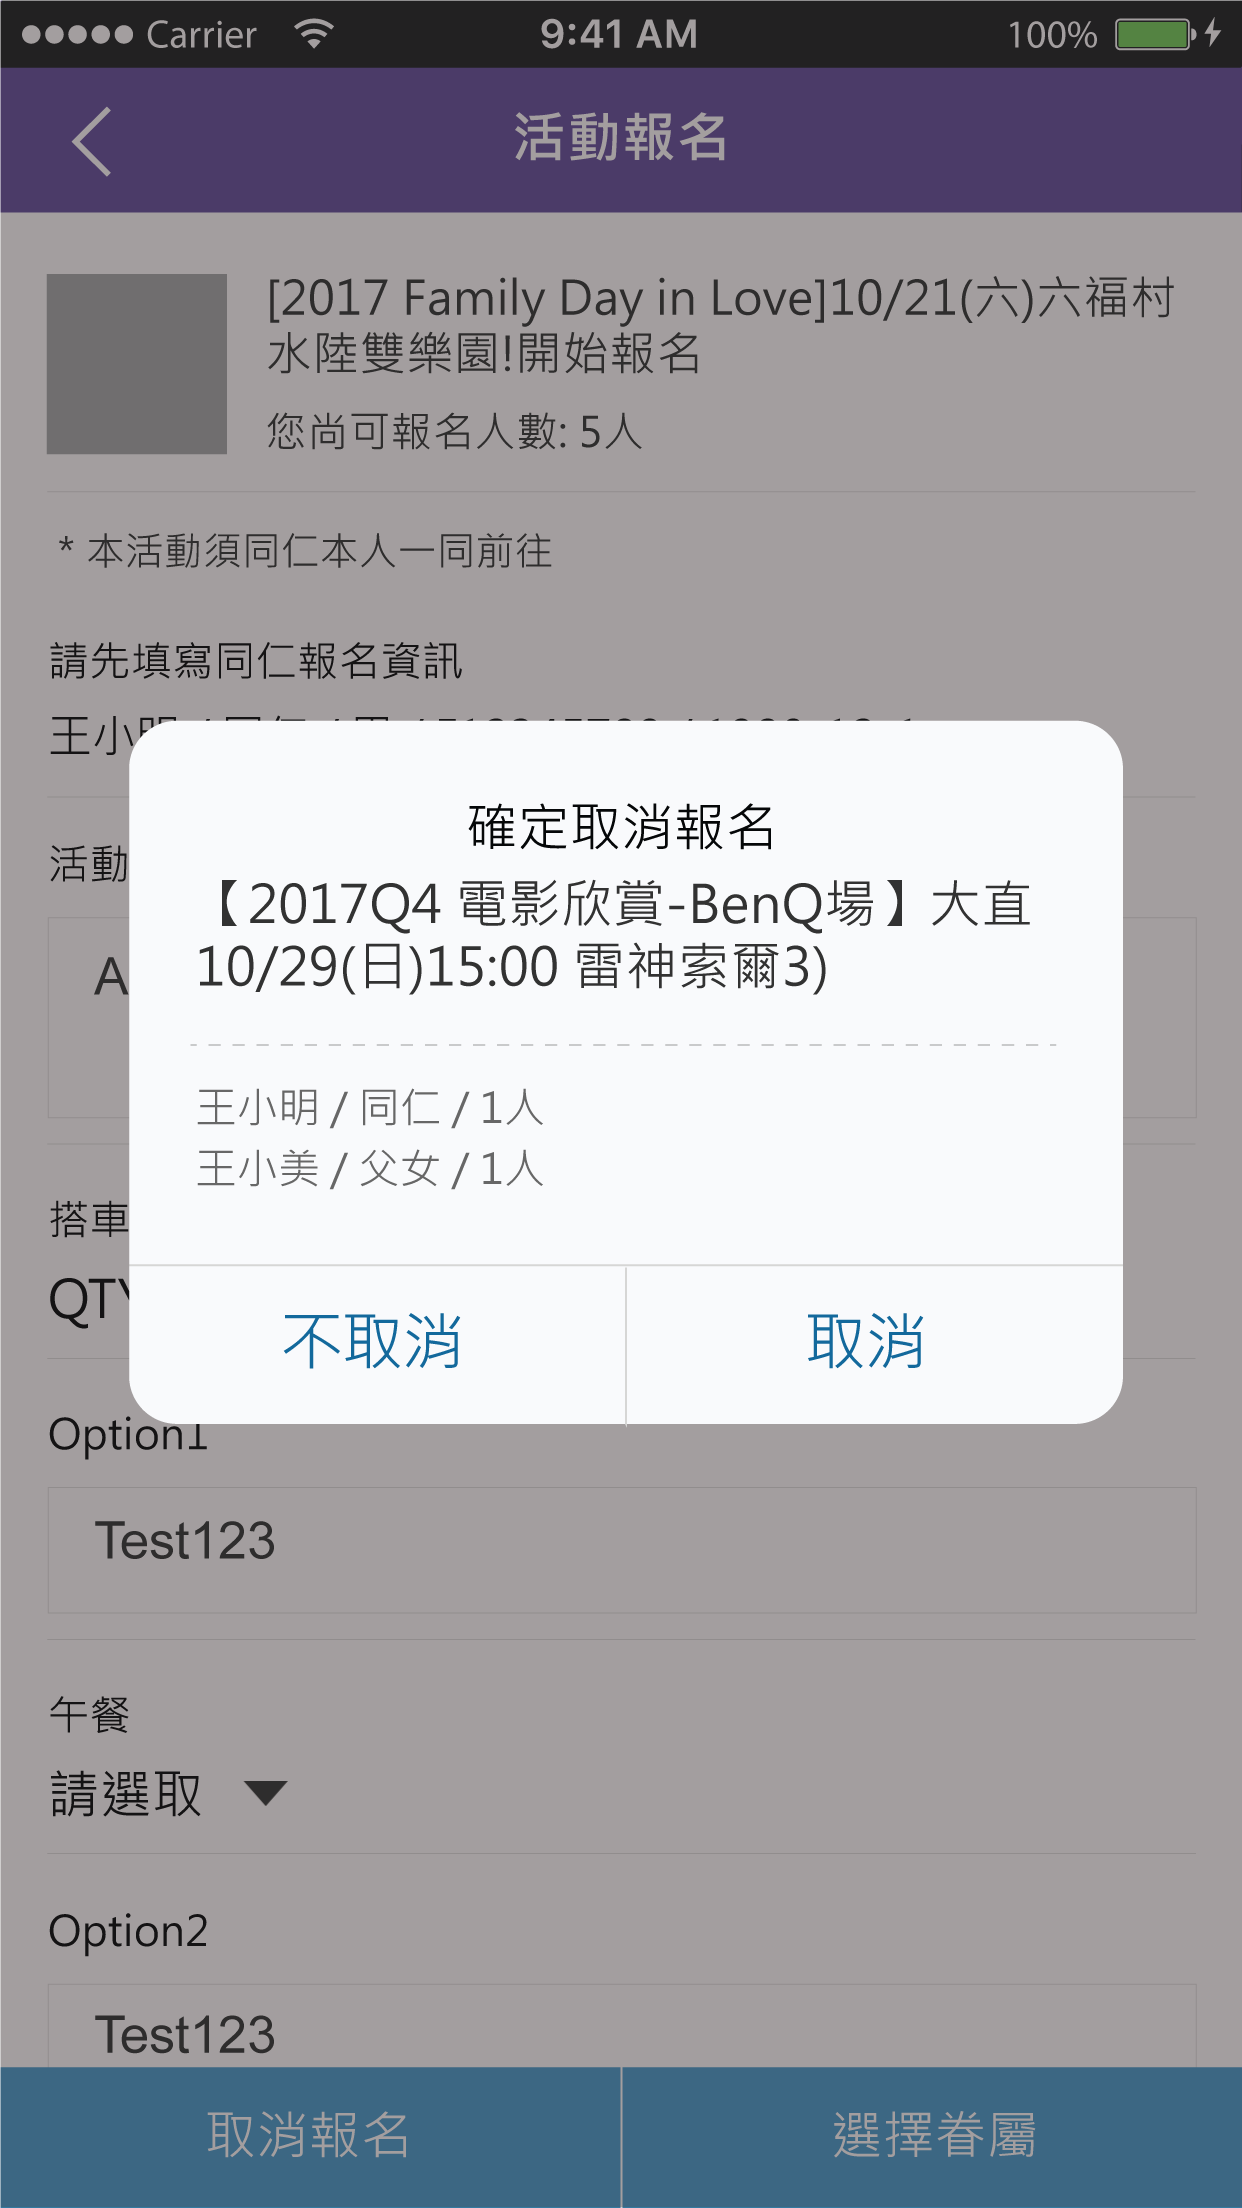 Carrier 9:41 AM 100%
活動報名
[2017 Family Day in Love]10/21(六)六福村
水陸雙樂園!開始報名
您尚可報名人數: 5人
* 本活動須同仁本人一同前往
請先填寫同仁報名資訊
王小
確定取消報名
活動
【2017Q4 電影欣賞-BenQ場】大直
10/29(日)15:00 雷神索爾3)
A
王小明 / 同仁 / 1人
王小美 / 父女 / 1人
搭車
QTY
不取消 取消
Option1
Test123
午餐
請選取
Option2
Test123
取消報名 選擇眷屬